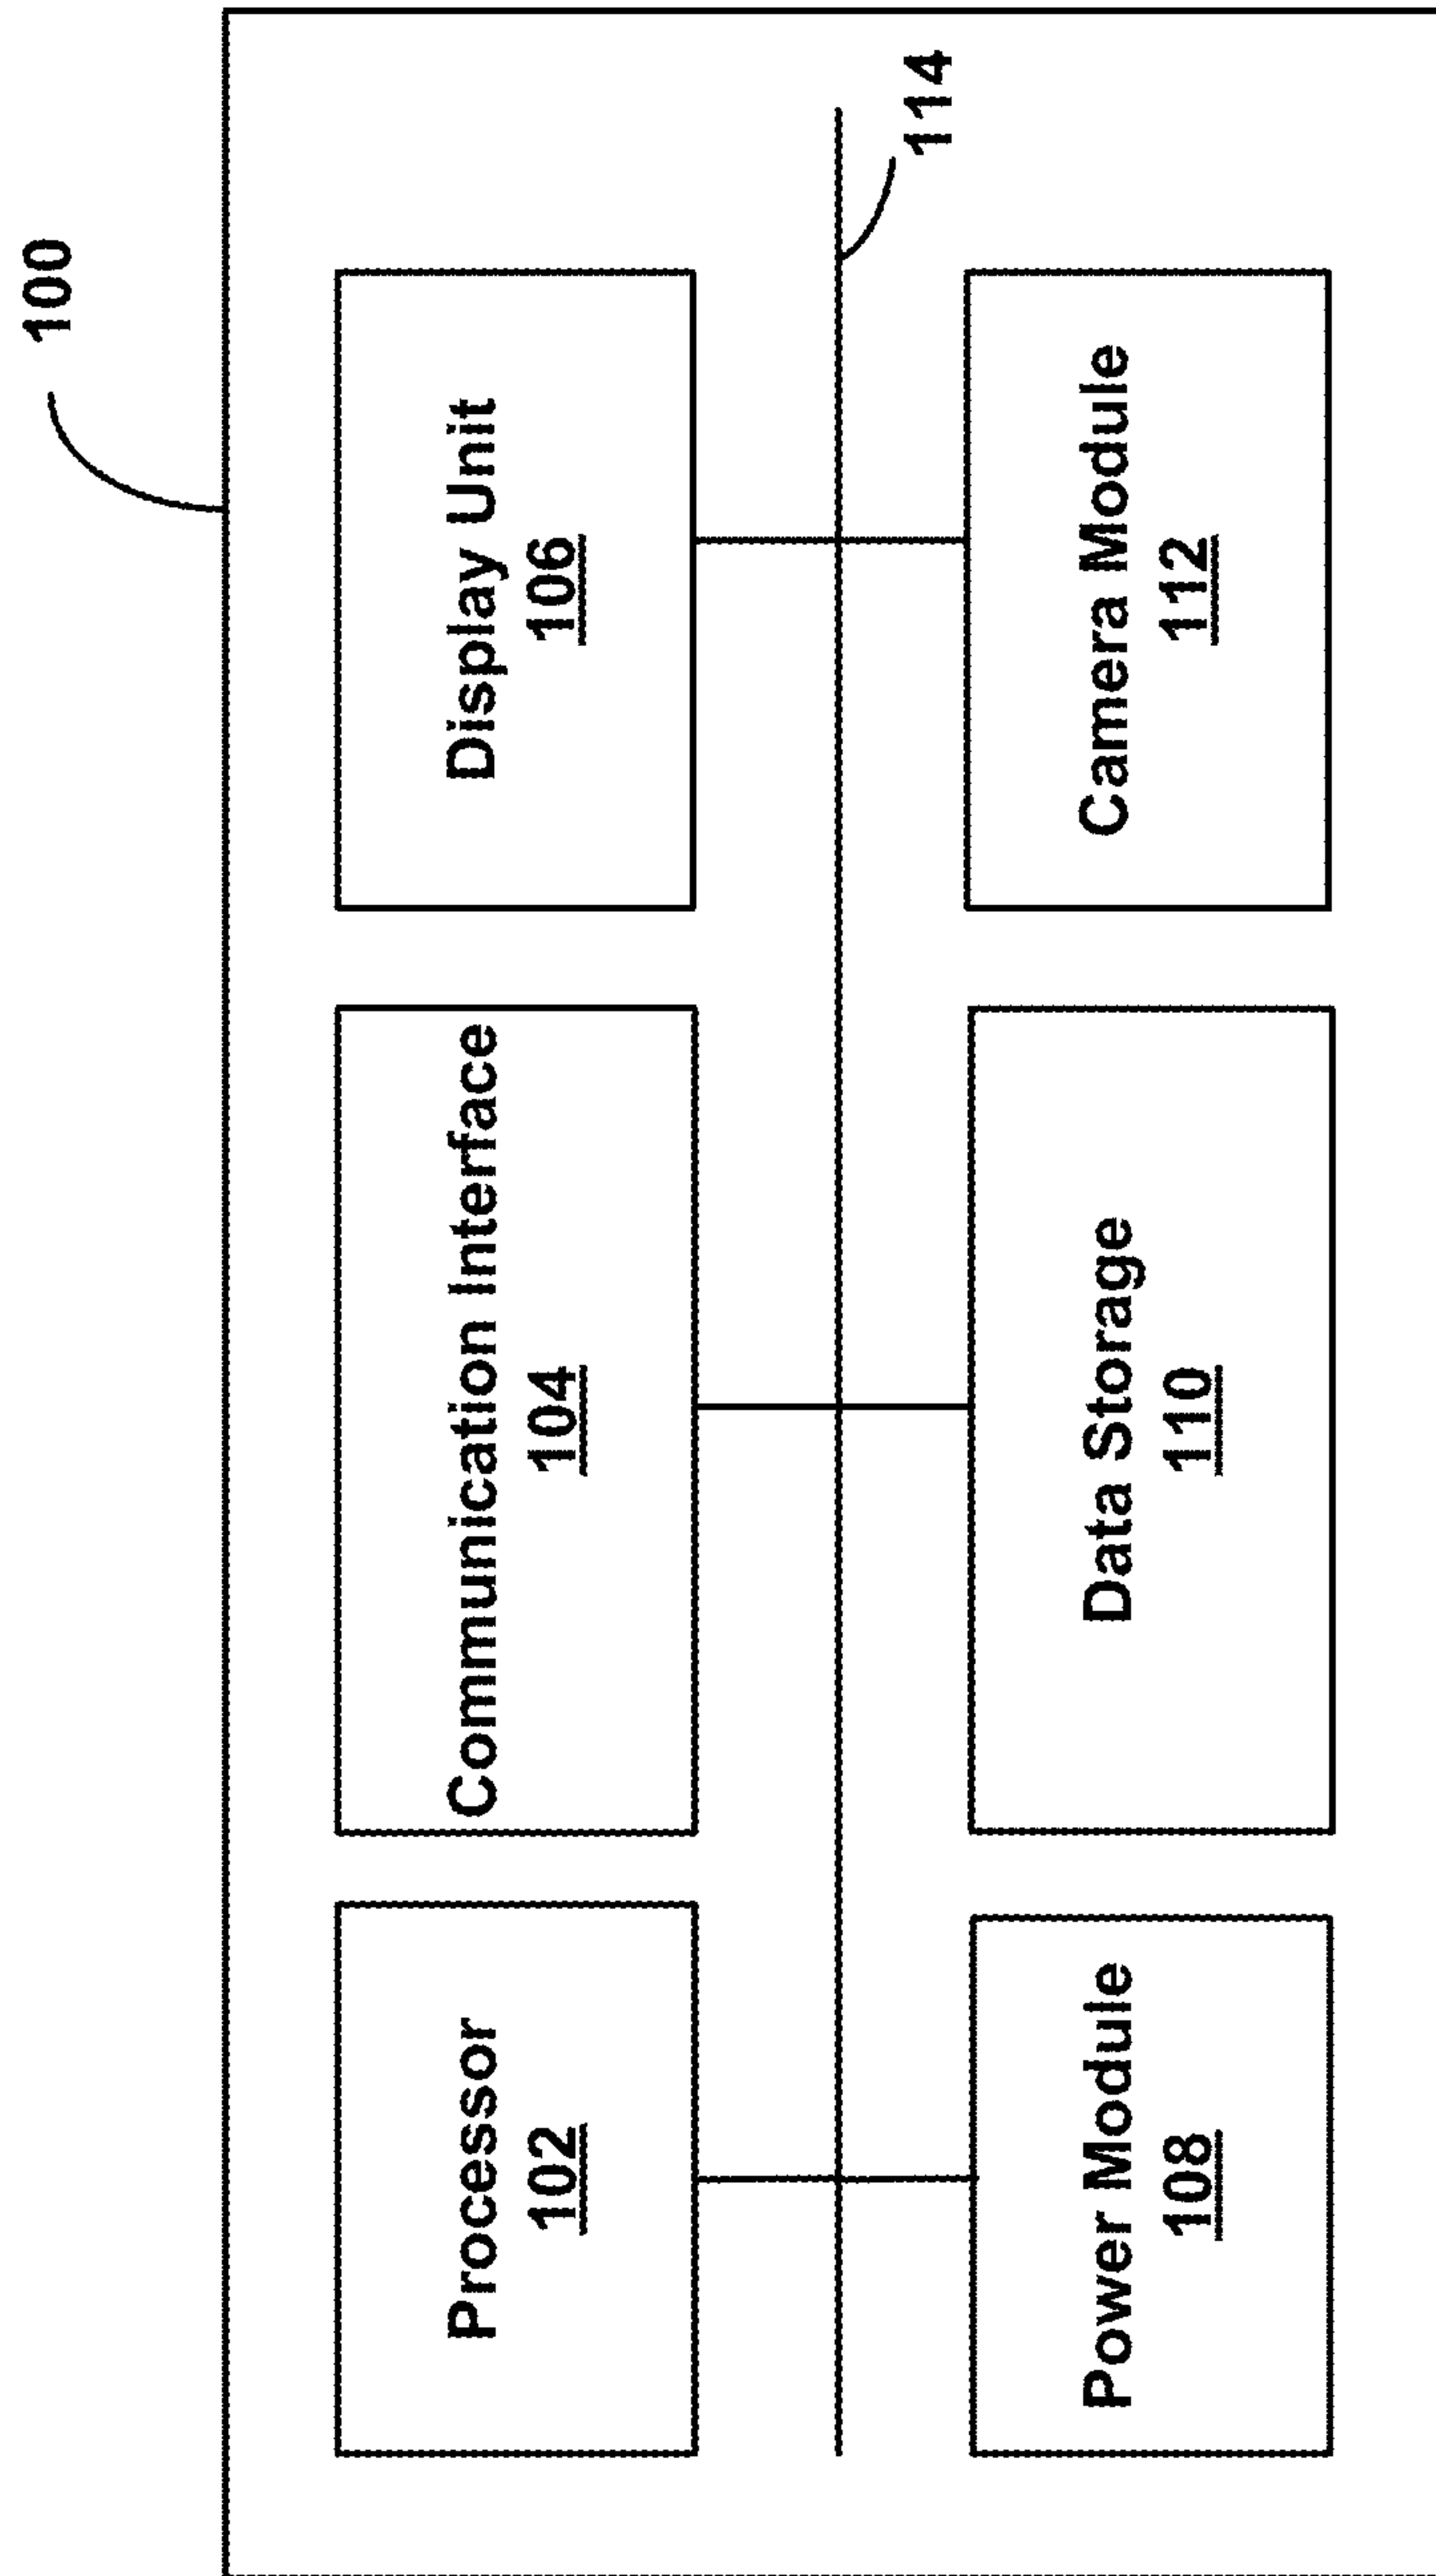 100
Processor
102
Communication Interface
104
Display Unit
106
114
Power Module
108
Data Storage
110
Camera Module
112